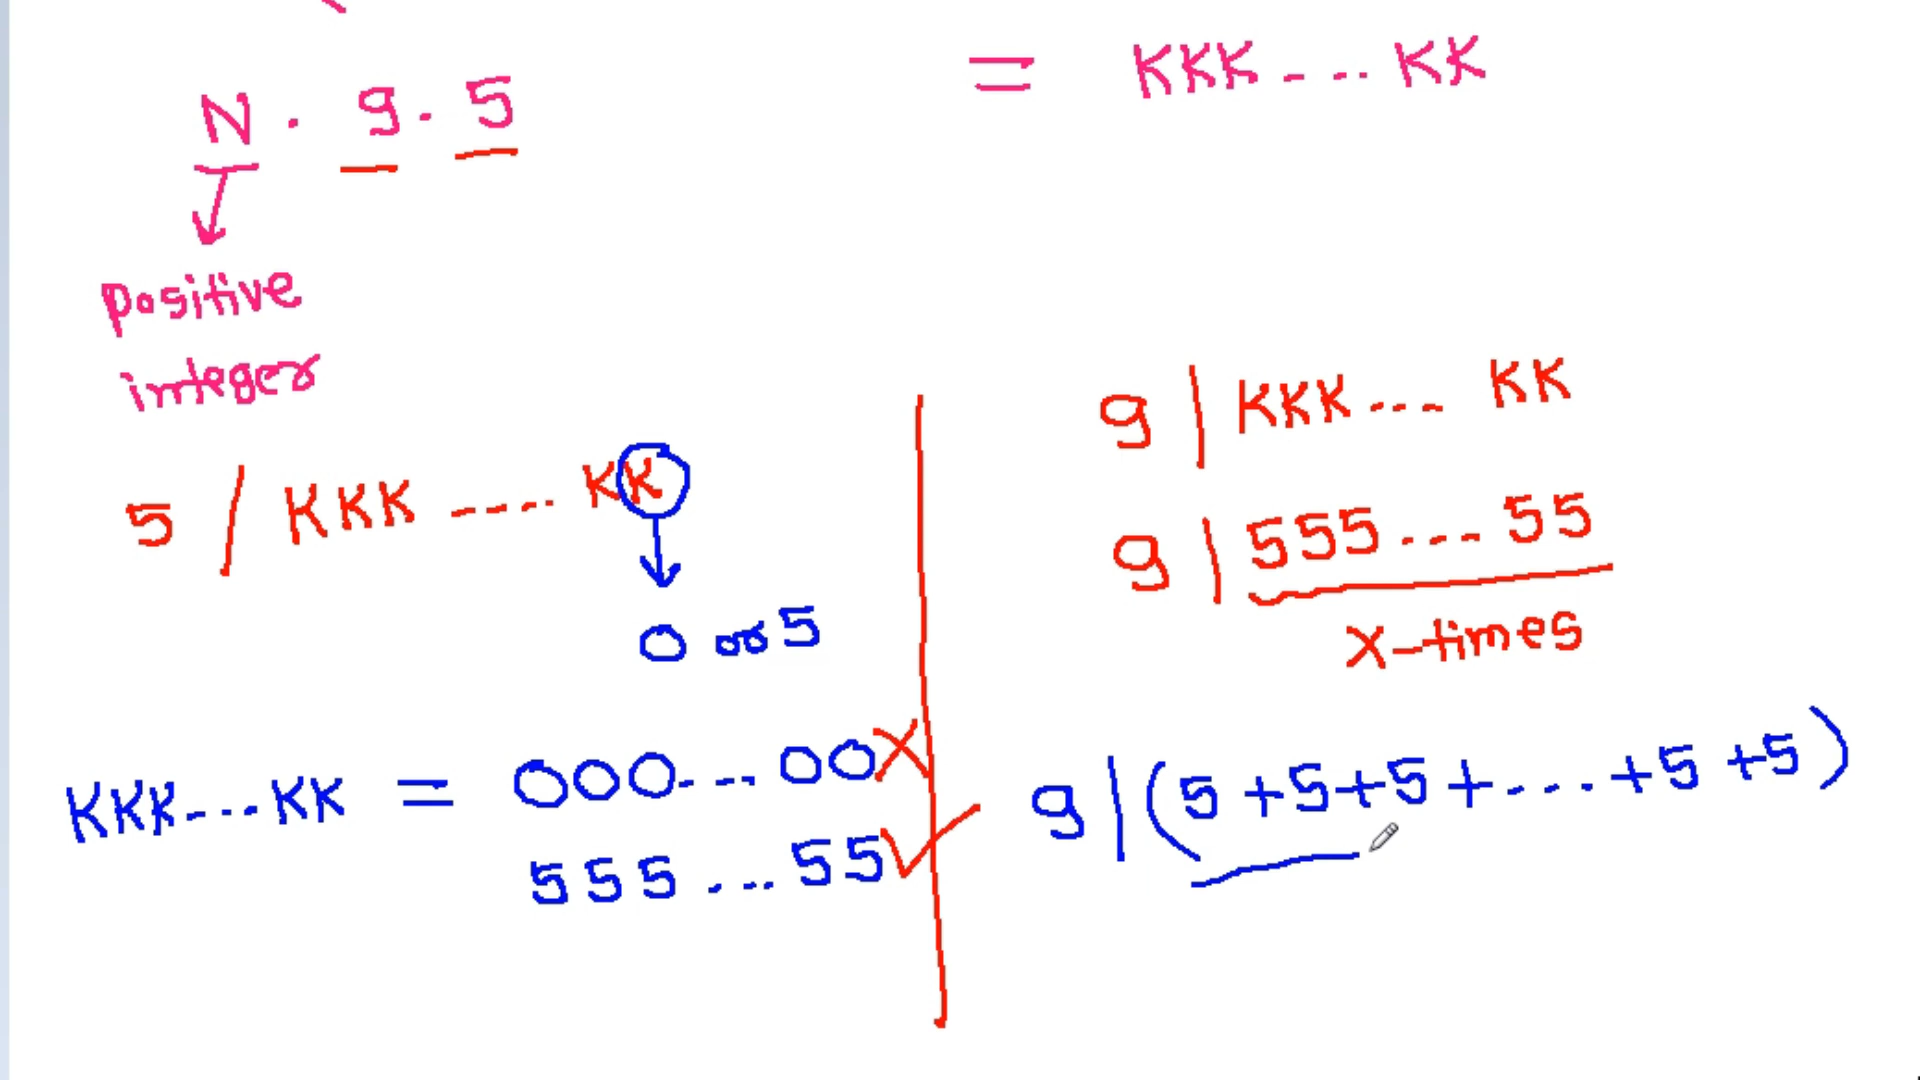 N . 9 . 5
= KKK - - .. KK
positive
integer
5 / KKK - - - . . KK
0 or 5
KKK...KK = 000...00 X
555...55 ✓
9 | KKK... KK
9 | 555...55
x-times
9 | (5+5+5+...+5+5)